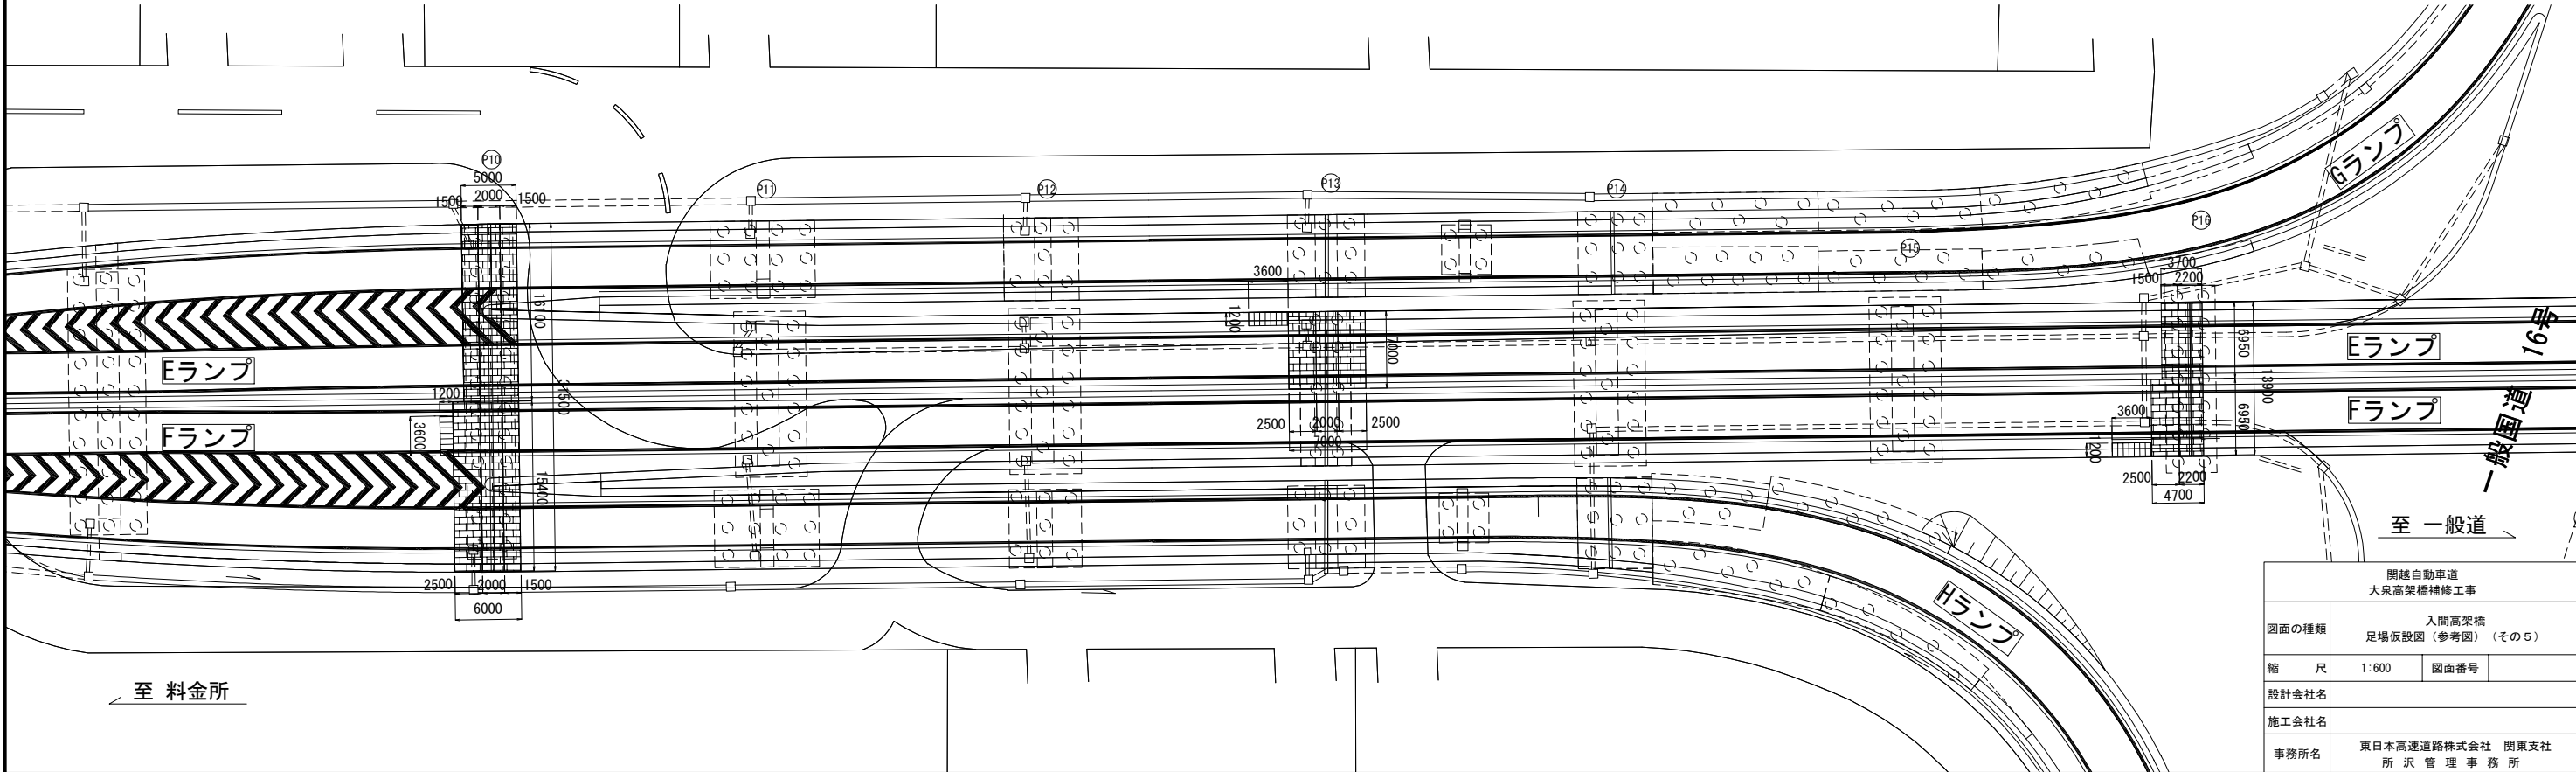 P10
5000
1500 2000 1500
P11
P12
P13
P14
P15
P16
Gランプ
3700
1500 2200
3600
1200
16100
31500
15400
7000
6950
13900
6950
Eランプ
Eランプ
一般国道 16号
1200
3600
Fランプ
Fランプ
2500 2000 2500
7000
3600
1200
2500 2200
4700
2500 2000 1500
6000
Hランプ
至 一般道
至 料金所
関越自動車道
大泉高架橋補修工事
図面の種類
入間高架橋
足場仮設図（参考図）（その５）
縮 尺 1:600 図面番号
設計会社名
施工会社名
事務所名
東日本高速道路株式会社 関東支社
所 沢 管 理 事 務 所